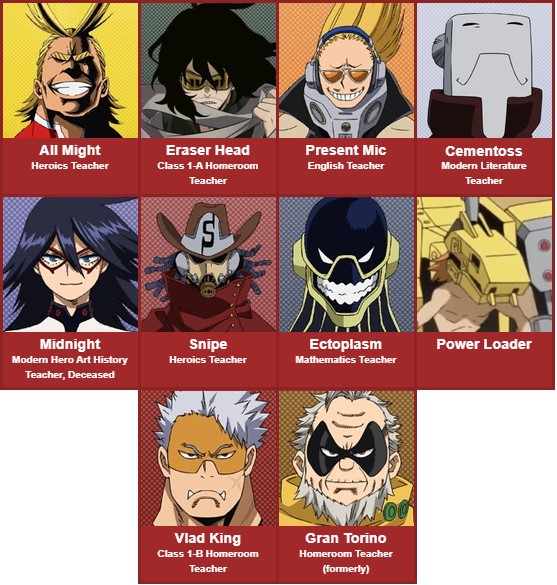 All Might
Heroics Teacher
Eraser Head
Class 1-A Homeroom
Teacher
Present Mic
English Teacher
Cementoss
Modern Literature
Teacher
Midnight
Modern Hero Art History
Teacher, Deceased
S
Snipe
Heroics Teacher
Ectoplasm
Mathematics Teacher
Power Loader
Vlad King
Class 1-B Homeroom
Teacher
Gran Torino
Homeroom Teacher
(formerly)